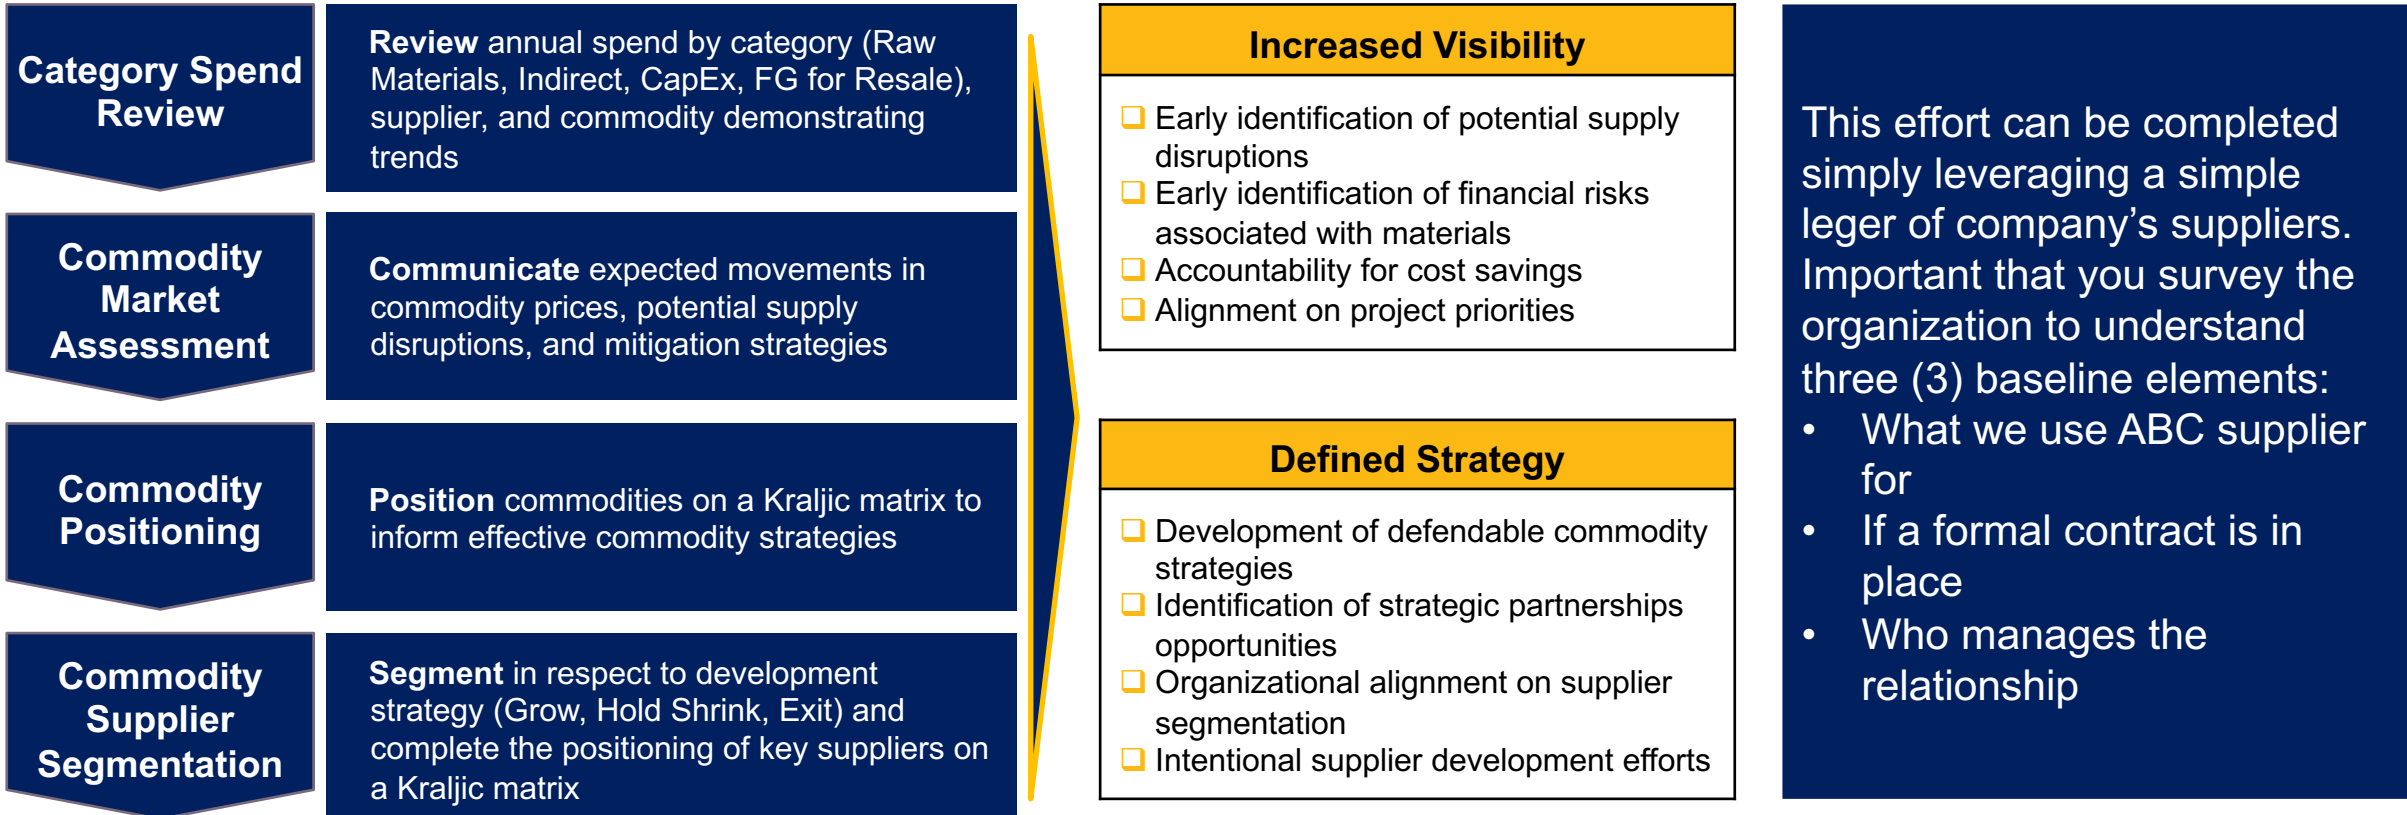 Category Spend
Review
Review annual spend by category (Raw
Materials, Indirect, CapEx, FG for Resale),
supplier, and commodity demonstrating
trends
Commodity
Market
Assessment
Communicate expected movements in
commodity prices, potential supply
disruptions, and mitigation strategies
Commodity
Positioning
Position commodities on a Kraljic matrix to
inform effective commodity strategies
Commodity
Supplier
Segmentation
Segment in respect to development
strategy (Grow, Hold Shrink, Exit) and
complete the positioning of key suppliers on
a Kraljic matrix
Increased Visibility
❑ Early identification of potential supply
disruptions
❑ Early identification of financial risks
associated with materials
❑ Accountability for cost savings
❑ Alignment on project priorities
Defined Strategy
❑ Development of defendable commodity
strategies
❑ Identification of strategic partnerships
opportunities
❑ Organizational alignment on supplier
segmentation
❑ Intentional supplier development efforts
This effort can be completed
simply leveraging a simple
leger of company’s suppliers.
Important that you survey the
organization to understand
three (3) baseline elements:
• What we use ABC supplier
for
• If a formal contract is in
place
• Who manages the
relationship